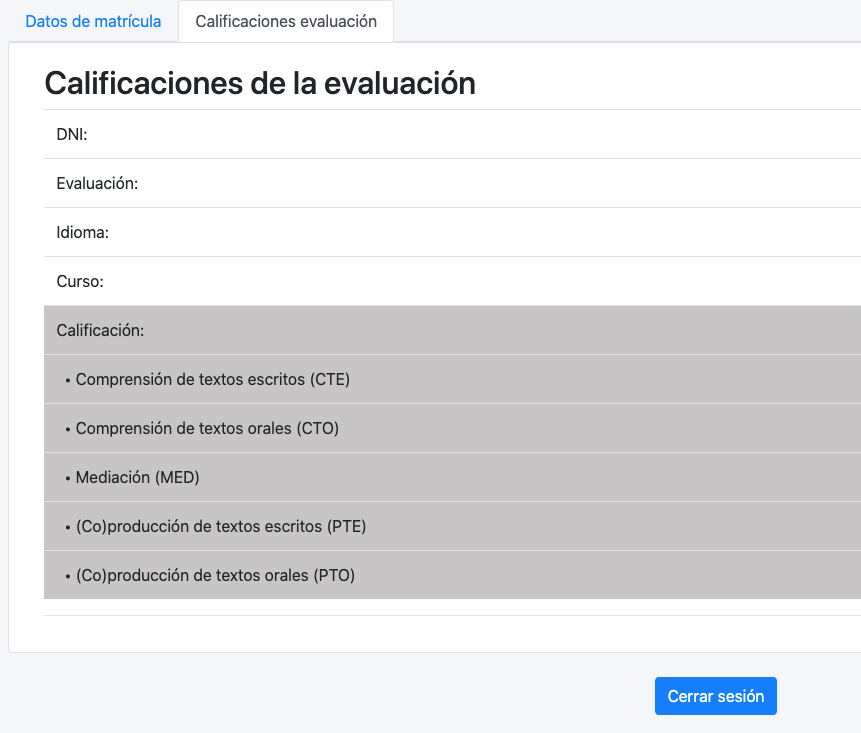 Datos de matrícula
Calificaciones evaluación
Calificaciones de la evaluación
DNI:
Evaluación:
Idioma:
Curso:
Calificación:
• Comprensión de textos escritos (CTE)
• Comprensión de textos orales (CTO)
• Mediación (MED)
• (Co)producción de textos escritos (PTE)
• (Co)producción de textos orales (PTO)
Cerrar sesión